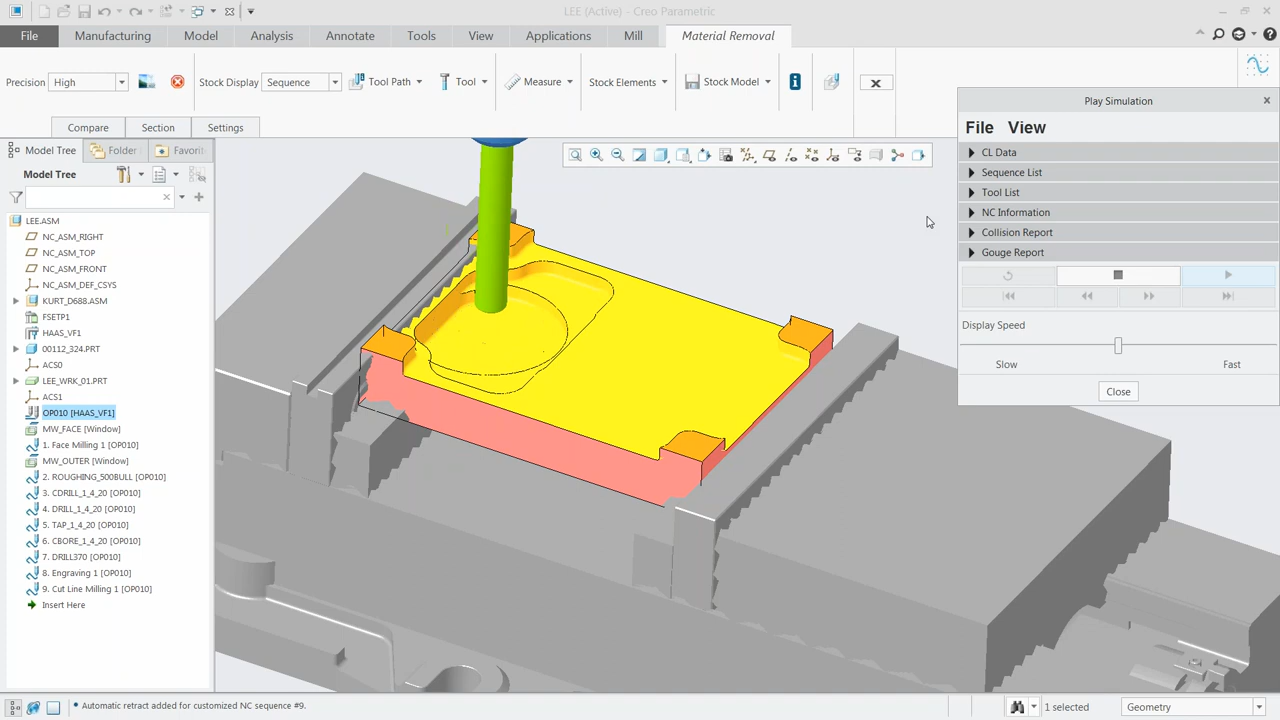 LEE (Active) - Creo Parametric
File Manufacturing Model Analysis Annotate Tools View Applications Mill Material Removal
Precision High Stock Display Sequence Tool Path Tool Measure Stock Elements Stock Model
Compare Section Settings
Model Tree Folder Favori
Model Tree
LEE.ASM
NC_ASM_RIGHT
NC_ASM_TOP
NC_ASM_FRONT
NC_ASM_DEF_CSYS
KURT_D688.ASM
FSETP1
HAAS_VF1
00112_324.PRT
ACS0
LEE_WRK_01.PRT
ACS1
OP010 [HAAS_VF1]
MW_FACE [Window]
1. Face Milling 1 [OP010]
MW_OUTER [Window]
2. ROUGHING_500BULL [OP010]
3. CDRILL_1_4_20 [OP010]
4. DRILL_1_4_20 [OP010]
5. TAP_1_4_20 [OP010]
6. CBORE_1_4_20 [OP010]
7. DRILL370 [OP010]
8. Engraving 1 [OP010]
9. Cut Line Milling 1 [OP010]
Insert Here
Play Simulation
File View
CL Data
Sequence List
Tool List
NC Information
Collision Report
Gouge Report
Display Speed
Slow Fast
Close
Automatic retract added for customized NC sequence #9.
1 selected
Geometry